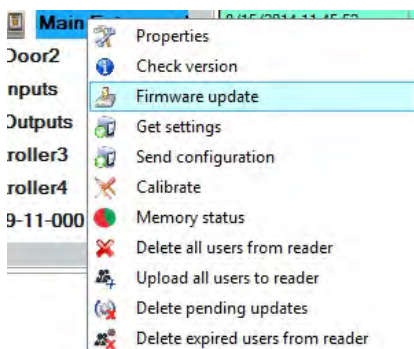 Main
Properties
Door2
Check version
nputs
Firmware update
Outputs
Get settings
roller3
Send configuration
roller4
Calibrate
9-11-000
Memory status
Delete all users from reader
Upload all users to reader
Delete pending updates
Delete expired users from reader